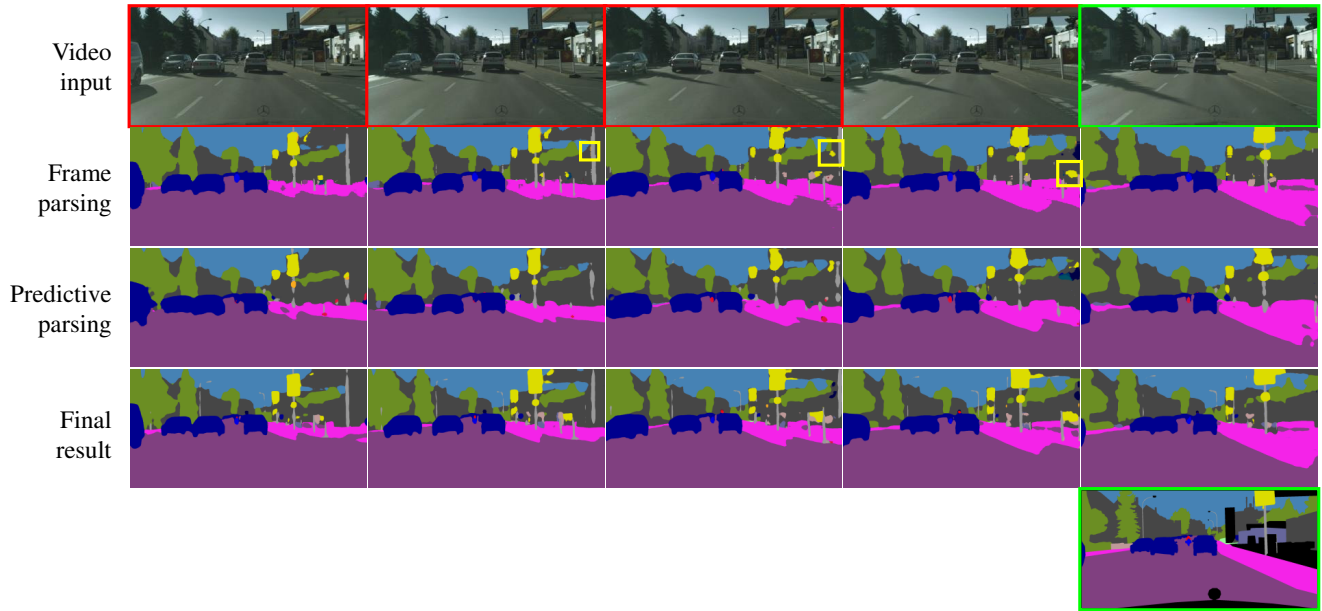 Video
input
Frame
parsing
Predictive
parsing
Final
result